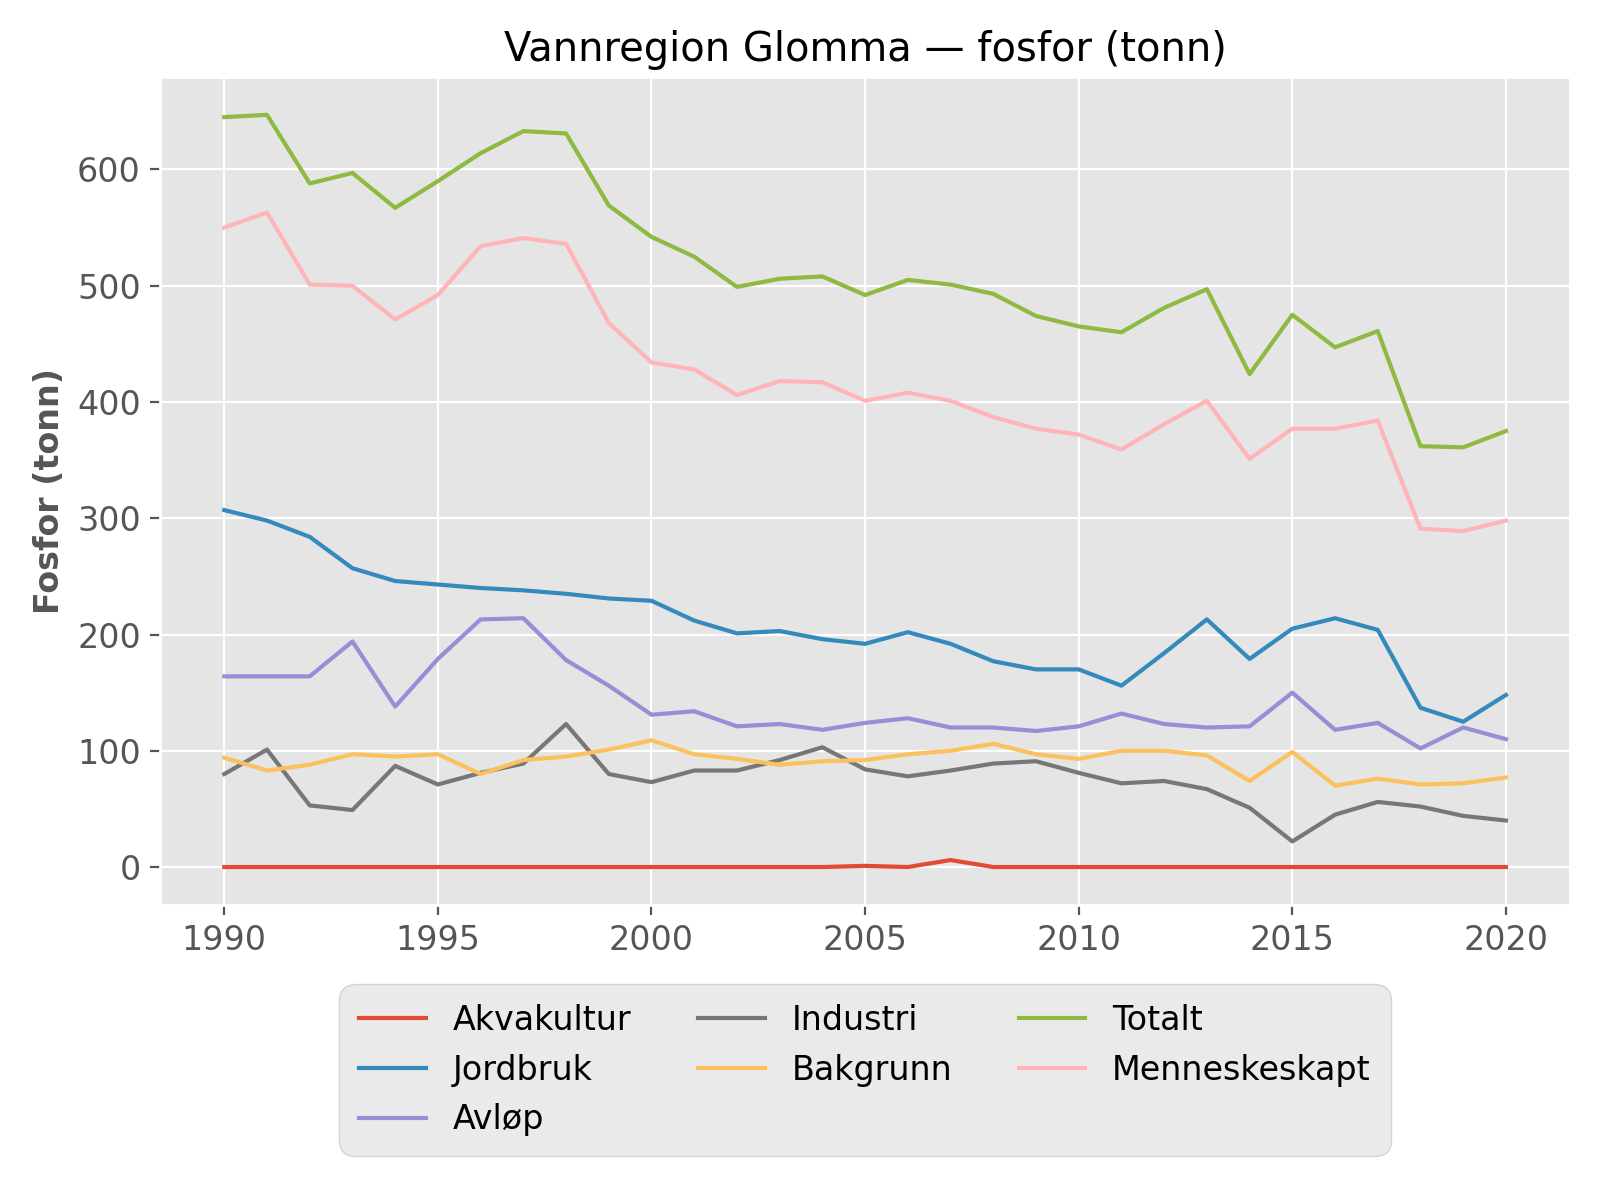 Vannregion Glomma — fosfor (tonn)
Fosfor (tonn)
600
500
400
300
200
100
0
1990 1995 2000 2005 2010 2015 2020
Akvakultur Industri Totalt
Jordbruk Bakgrunn Menneskeskapt
Avløp